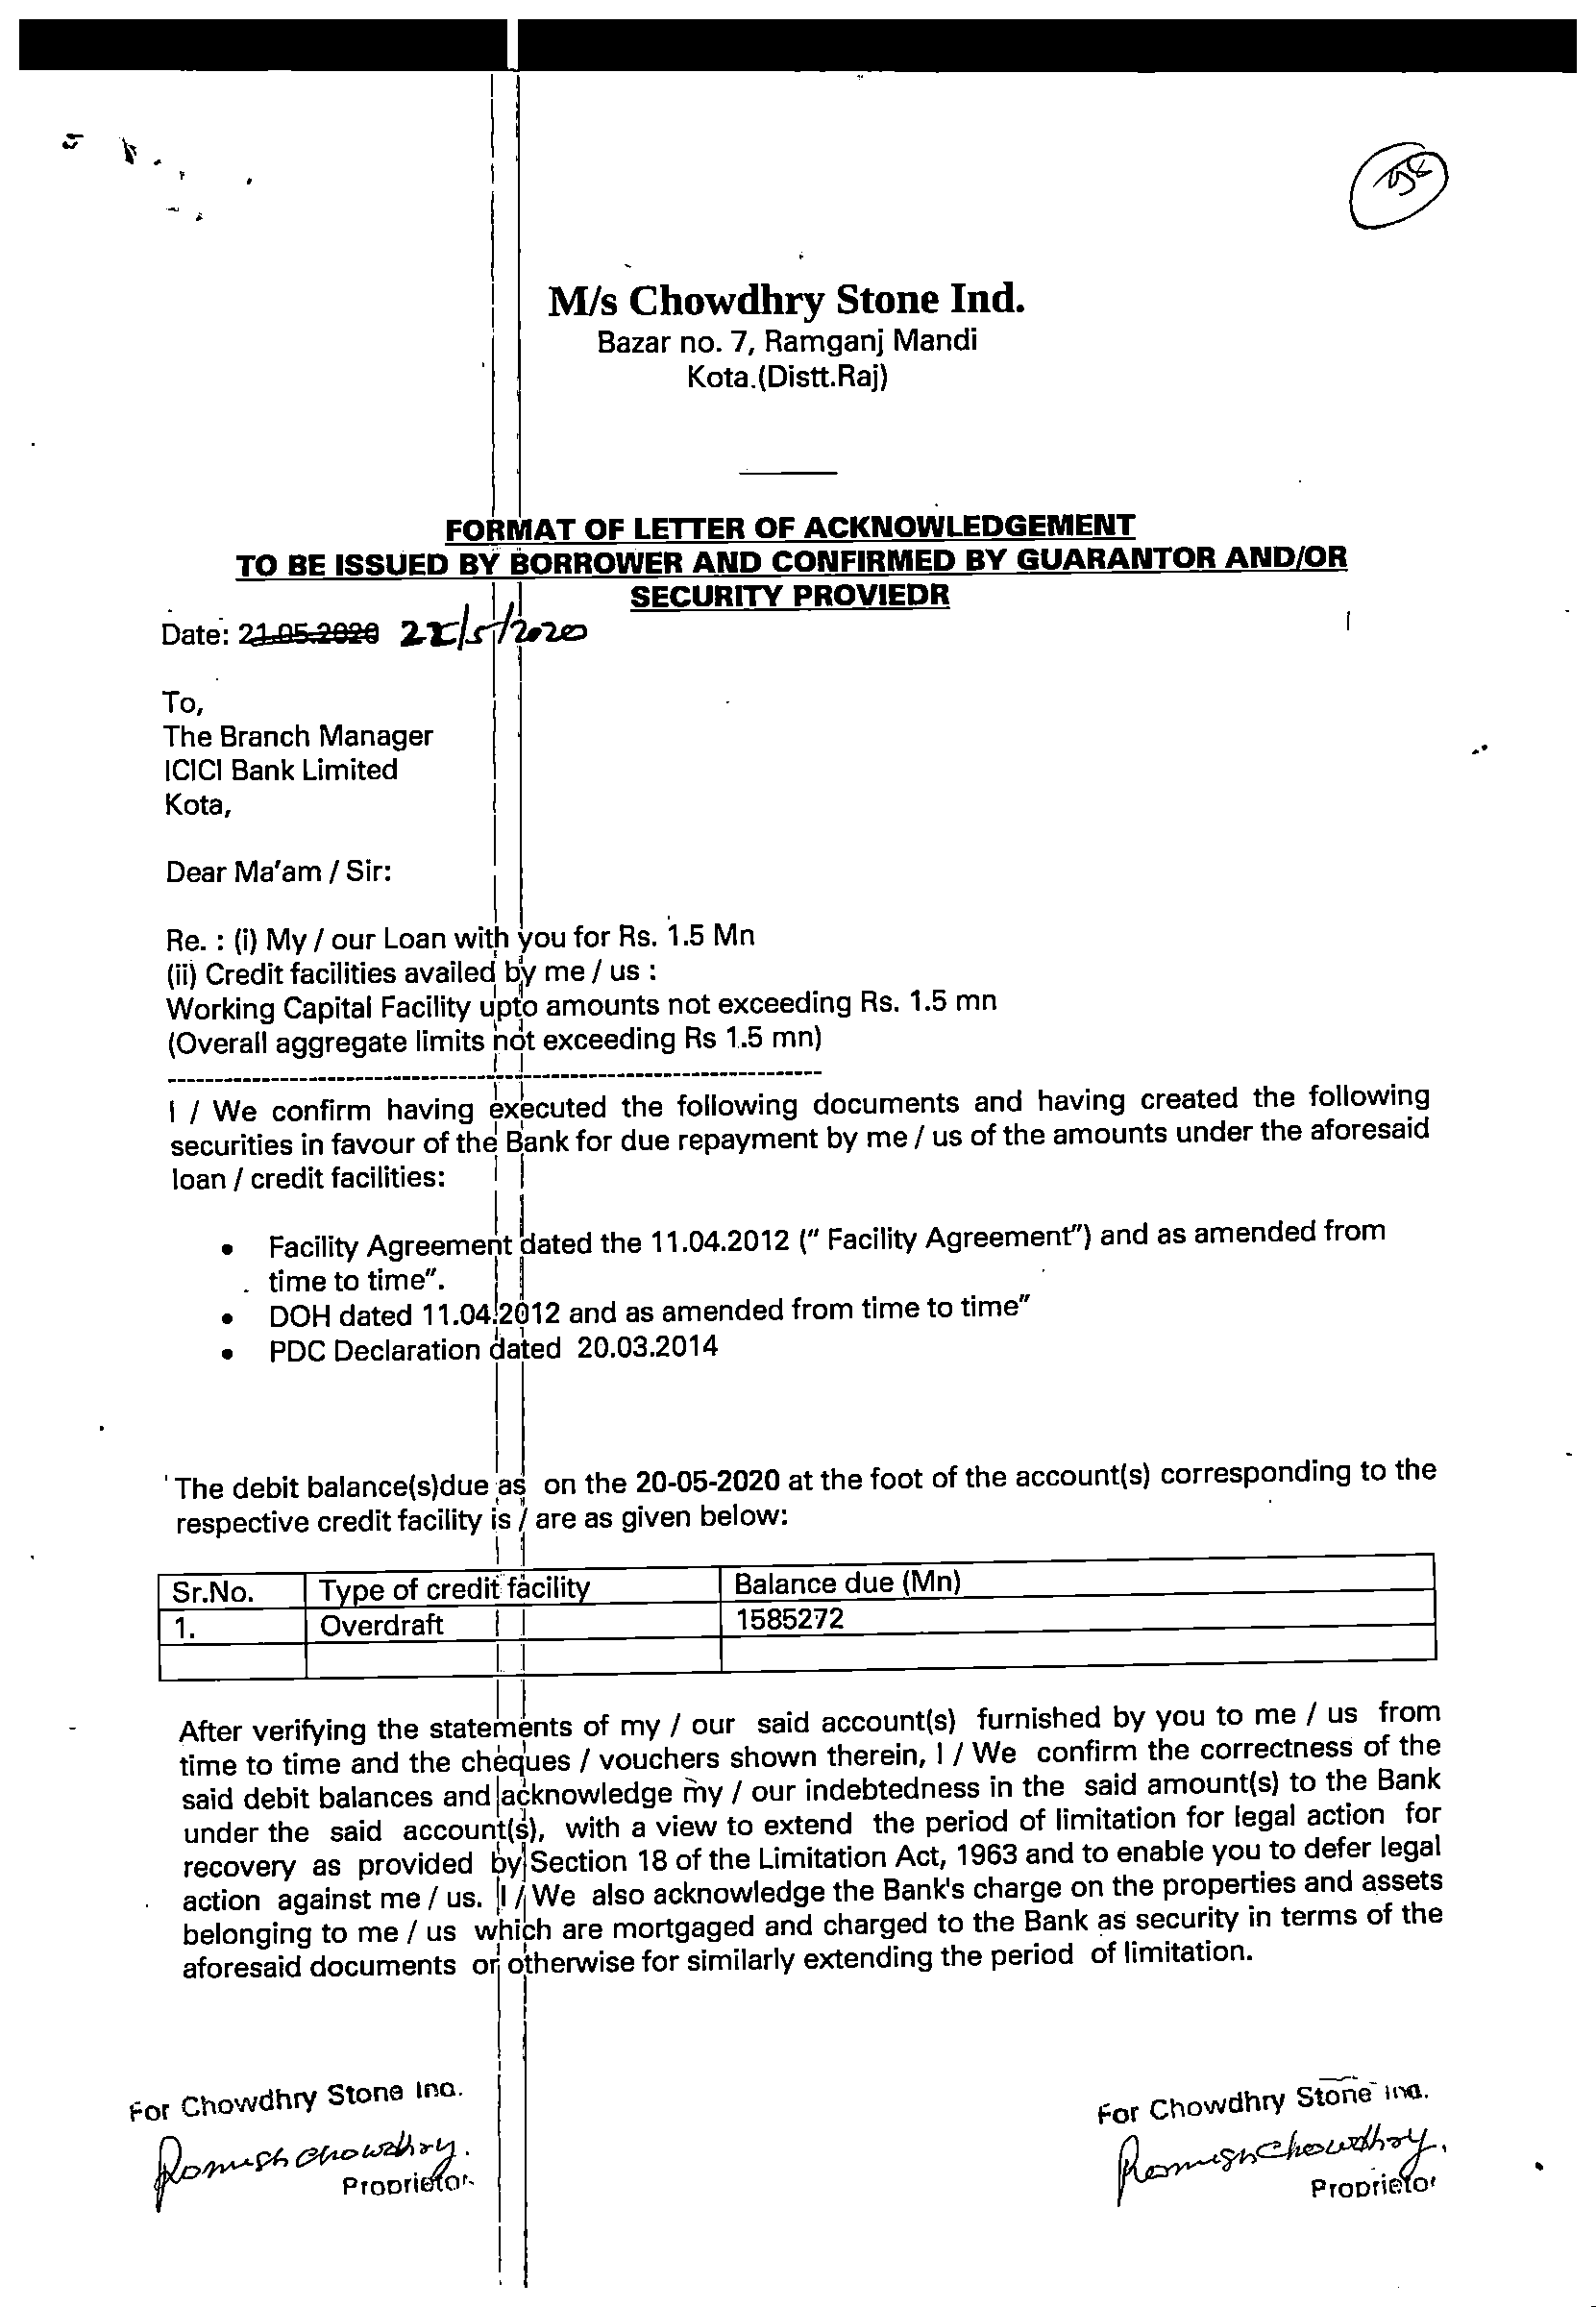 M/s Chowdhry Stone Ind.
Bazar no. 7, Ramganj Mandi
Kota.(Distt.Raj)
FORMAT OF LETTER OF ACKNOWLEDGEMENT
TO BE ISSUED BY BORROWER AND CONFIRMED BY GUARANTOR AND/OR
SECURITY PROVIEDR
Date: 21.05.2020
To,
The Branch Manager
ICICI Bank Limited
Kota,
Dear Ma'am / Sir:
Re. : (i) My / our Loan with you for Rs. 1.5 Mn
(ii) Credit facilities availed by me / us :
Working Capital Facility upto amounts not exceeding Rs. 1.5 mn
(Overall aggregate limits not exceeding Rs 1.5 mn)
I / We confirm having executed the following documents and having created the following
securities in favour of the Bank for due repayment by me / us of the amounts under the aforesaid
loan / credit facilities:
• Facility Agreement dated the 11.04.2012 (" Facility Agreement") and as amended from
time to time".
• DOH dated 11.04.2012 and as amended from time to time"
• PDC Declaration dated 20.03.2014
The debit balance(s)due as on the 20-05-2020 at the foot of the account(s) corresponding to the
respective credit facility is / are as given below:
Sr.No. Type of credit facility Balance due (Mn)
1. Overdraft 1585272
After verifying the statements of my / our said account(s) furnished by you to me / us from
time to time and the cheques / vouchers shown therein, I / We confirm the correctness of the
said debit balances and acknowledge my / our indebtedness in the said amount(s) to the Bank
under the said account(s), with a view to extend the period of limitation for legal action for
recovery as provided by Section 18 of the Limitation Act, 1963 and to enable you to defer legal
action against me / us. I / We also acknowledge the Bank's charge on the properties and assets
belonging to me / us which are mortgaged and charged to the Bank as security in terms of the
aforesaid documents or otherwise for similarly extending the period of limitation.
For Chowdhry Stone Ind.
Romesh Chowdhry.
Proprietor
For Chowdhry Stone Ind.
Romesh Chowdhry.
Proprietor